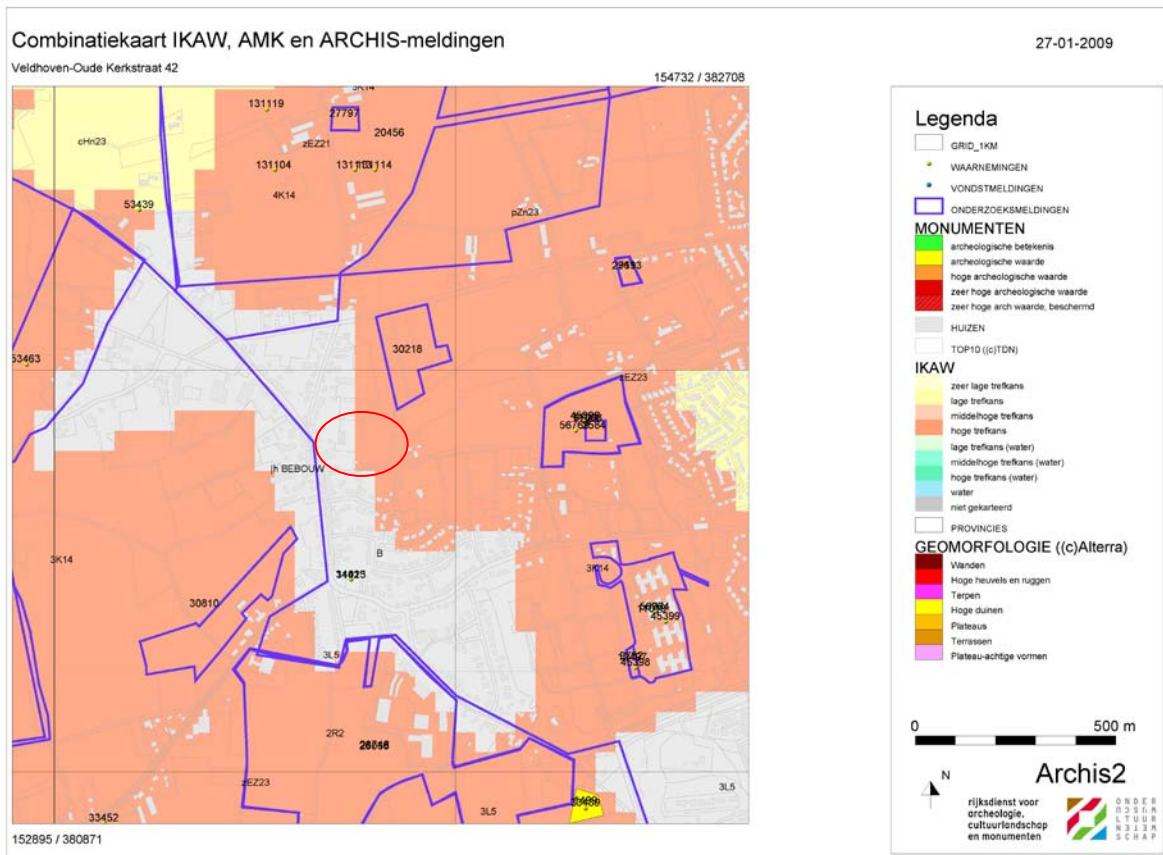 Combinatiekaart IKAW, AMK en ARCHIS-meldingen
27-01-2009
Veldhoven-Oude Kerkstraat 42
154732 / 382708
131119
27797
20456
cHn23
zEZ21
131104
131114
4K14
53439
pZn23
53463
30218
zEZ23
jh BEBOUW
3K14
B
3K14
30810
45399
45398
3L5
2R2
zEZ23
3L5
3L5
33452
152895 / 380871
Legenda
GRID_1KM
WAARNEMINGEN
VONDSTMELDINGEN
ONDERZOEKSMELDINGEN
MONUMENTEN
archeologische betekenis
archeologische waarde
hoge archeologische waarde
zeer hoge archeologische waarde
zeer hoge arch waarde, beschermd
HUIZEN
TOP10 ((c)TDN)
IKAW
zeer lage trefkans
lage trefkans
middelhoge trefkans
hoge trefkans
lage trefkans (water)
middelhoge trefkans (water)
hoge trefkans (water)
water
niet gekarteerd
PROVINCIES
GEOMORFOLOGIE ((c)Alterra)
Wanden
Hoge heuvels en ruggen
Terpen
Hoge duinen
Plateaus
Terrassen
Plateau-achtige vormen
0 500 m
N
Archis2
rijksdienst voor
archeologie,
cultuurlandschap
en monumenten